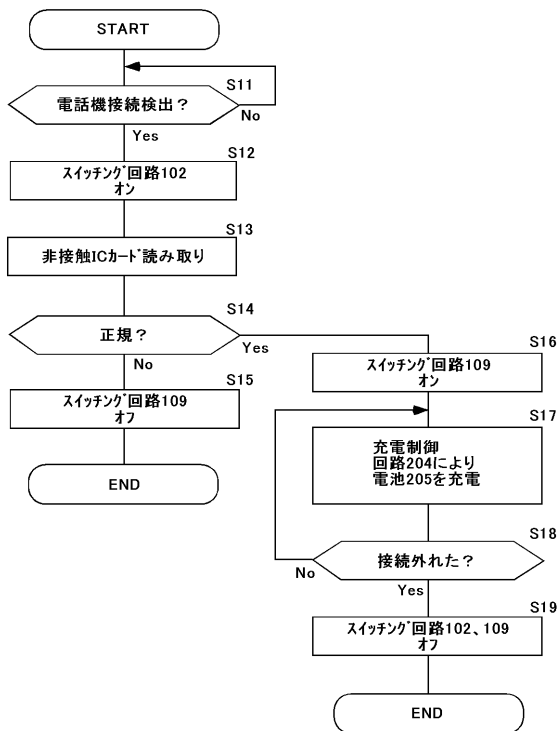 START
S11
電話機接続検出？
No
Yes
S12
スイッチング回路102
オン
S13
非接触ICカード読み取り
S14
正規？
Yes
No
S15
スイッチング回路109
オフ
END
S16
スイッチング回路109
オン
S17
充電制御
回路204により
電池205を充電
S18
接続外れた？
No
Yes
S19
スイッチング回路102、109
オフ
END